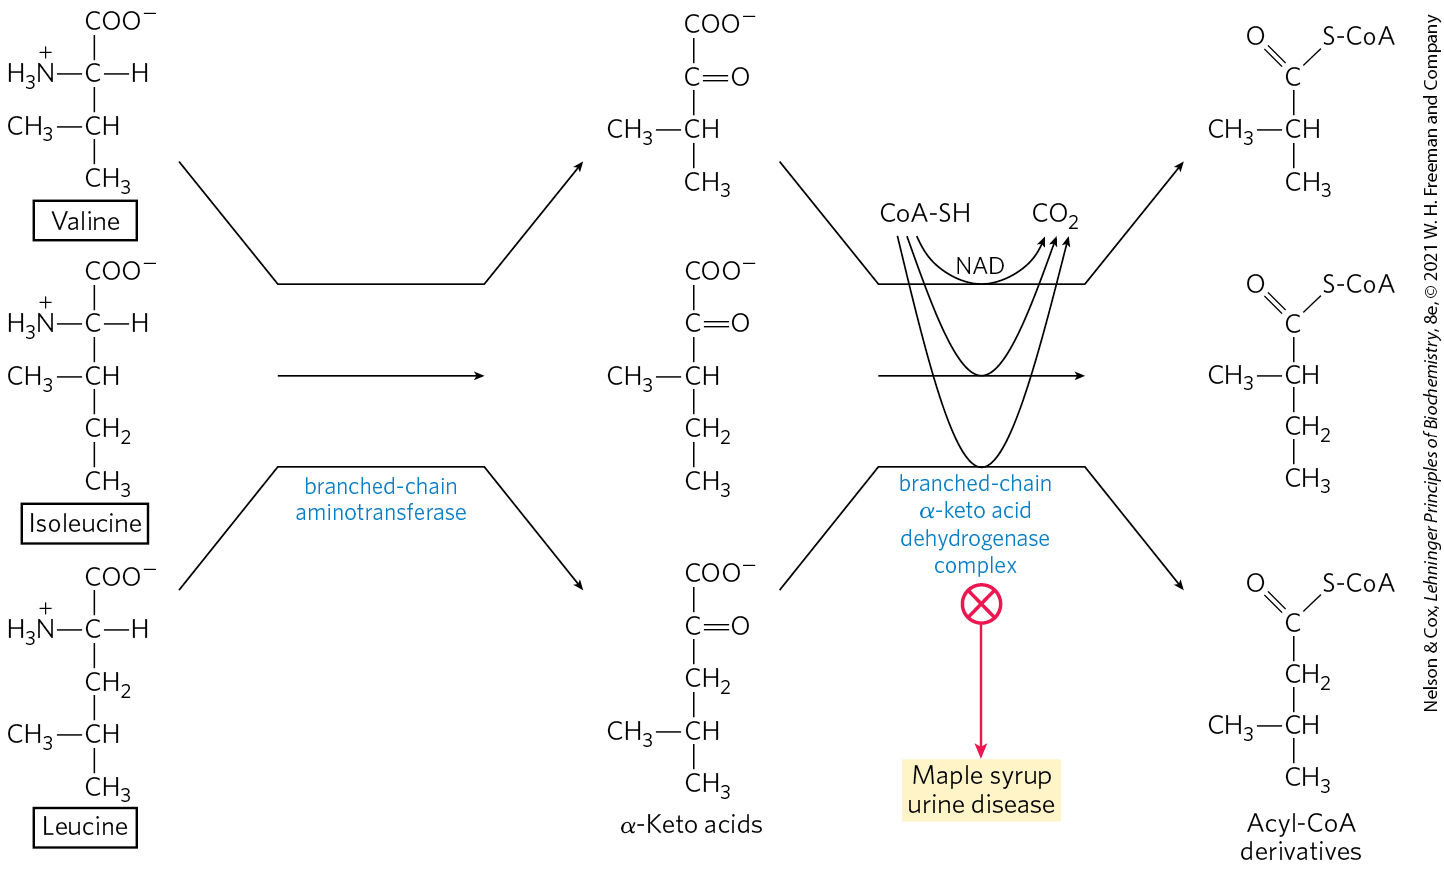 COO⁻
H₃N⁺—C—H
CH₃—CH
CH₃
Valine
COO⁻
H₃N⁺—C—H
CH₃—CH
CH₂
CH₃
Isoleucine
COO⁻
H₃N⁺—C—H
CH₂
CH₃—CH
CH₃
Leucine
branched-chain
aminotransferase
COO⁻
C=O
CH₃—CH
CH₃
COO⁻
C=O
CH₃—CH
CH₂
CH₃
COO⁻
C=O
CH₂
CH₃—CH
CH₃
α-Keto acids
CoA-SH
CO₂
NAD
branched-chain
α-keto acid
dehydrogenase
complex
Maple syrup
urine disease
O S-CoA
C
CH₃—CH
CH₃
O S-CoA
C
CH₃—CH
CH₂
CH₃
O S-CoA
C
CH₂
CH₃—CH
CH₃
Acyl-CoA
derivatives
Nelson & Cox, Lehninger Principles of Biochemistry, 8e, © 2021 W. H. Freeman and Company